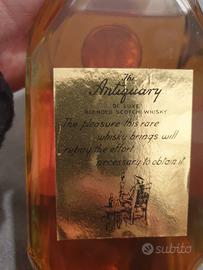 The
Antiquary
DE LUXE
BLENDED SCOTCH WHISKY
The pleasure this rare
whisky brings will
repay the effort
necessary to obtain it
subito